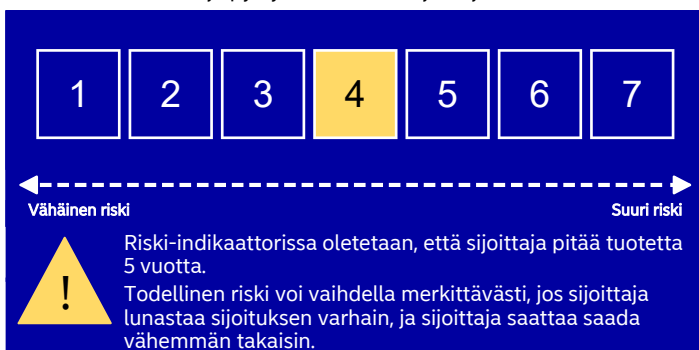 1 2 3 4 5 6 7
Vähäinen riski Suuri riski
Riski-indikaattorissa oletetaan, että sijoittaja pitää tuotetta
5 vuotta.
!
Todellinen riski voi vaihdella merkittävästi, jos sijoittaja
lunastaa sijoituksen varhain, ja sijoittaja saattaa saada
vähemmän takaisin.